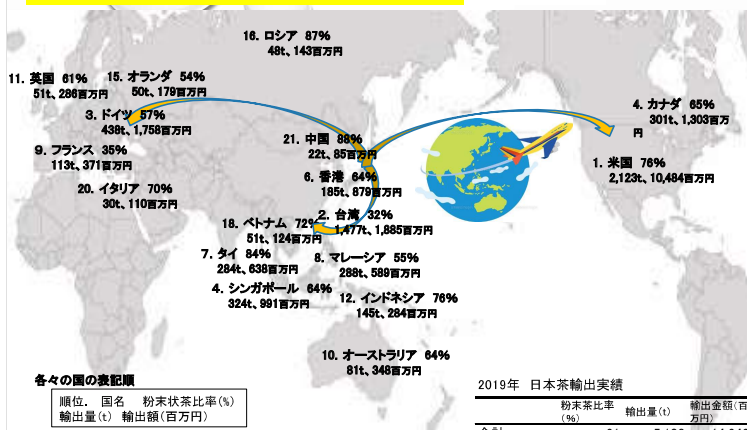 16. ロシア 87%
48t、143百万円
11. 英国 61%
51t、286百万円
15. オランダ 54%
50t、179百万円
3. ドイツ 57%
438t、1,758百万円
4. カナダ 65%
301t、1,303百万
円
21. 中国 88%
22t、85百万円
9. フランス 35%
113t、371百万円
1. 米国 76%
2,123t、10,484百万円
6. 香港 64%
185t、879百万円
20. イタリア 70%
30t、110百万円
2. 台湾 32%
1,477t、1,885百万円
18. ベトナム 72%
51t、124百万円
7. タイ 84%
284t、638百万円
8. マレーシア 55%
288t、589百万円
4. シンガポール 64%
324t、991百万円
12. インドネシア 76%
145t、284百万円
10. オーストラリア 64%
81t、348百万円
各々の国の表記順
順位. 国名 粉末状茶比率(%)
輸出量(t) 輸出額(百万円)
2019年 日本茶輸出実績
粉末茶比率
(%)
輸出量(t)
輸出金額(百
万円)